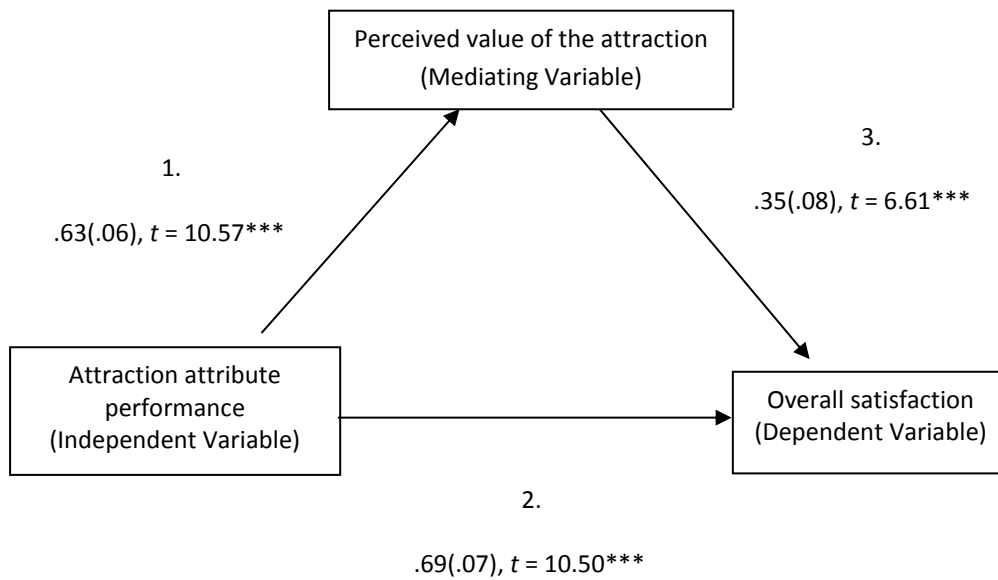 Perceived value of the attraction
(Mediating Variable)
3.
1.
.35(.08), t = 6.61***
.63(.06), t = 10.57***
Attraction attribute
performance
(Independent Variable)
Overall satisfaction
(Dependent Variable)
2.
.69(.07), t = 10.50***